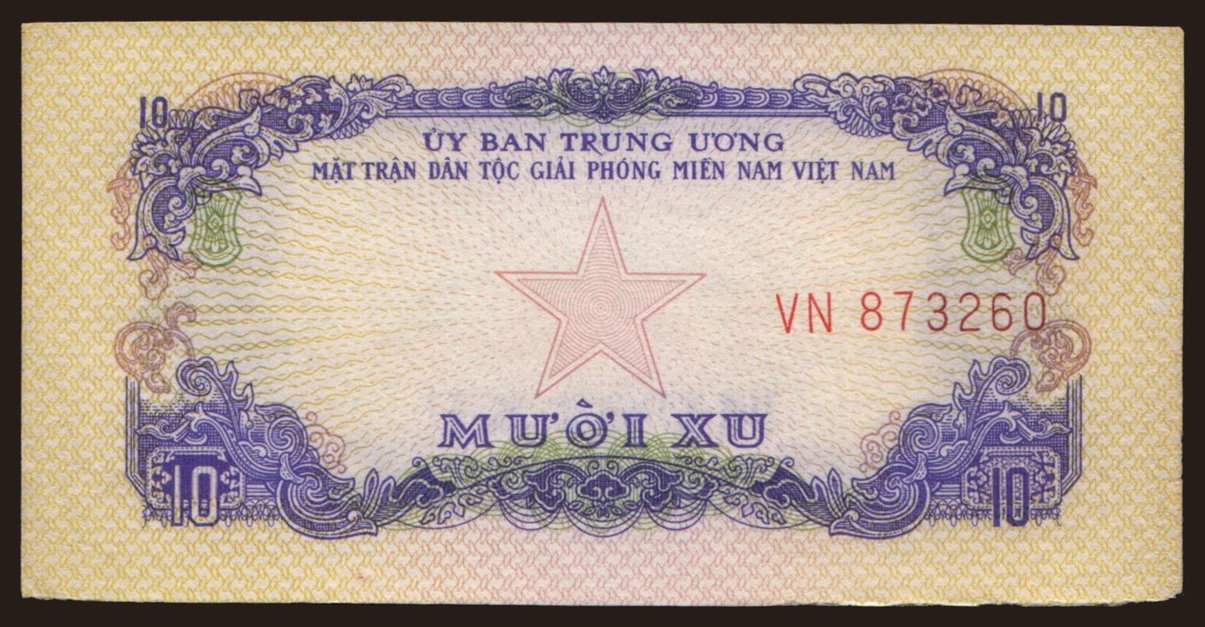 10 10
ỦY BAN TRUNG ƯƠNG
MẶT TRẬN DÂN TỘC GIẢI PHÓNG MIỀN NAM VIỆT NAM
VN 873260
MƯỜI XU
10 10